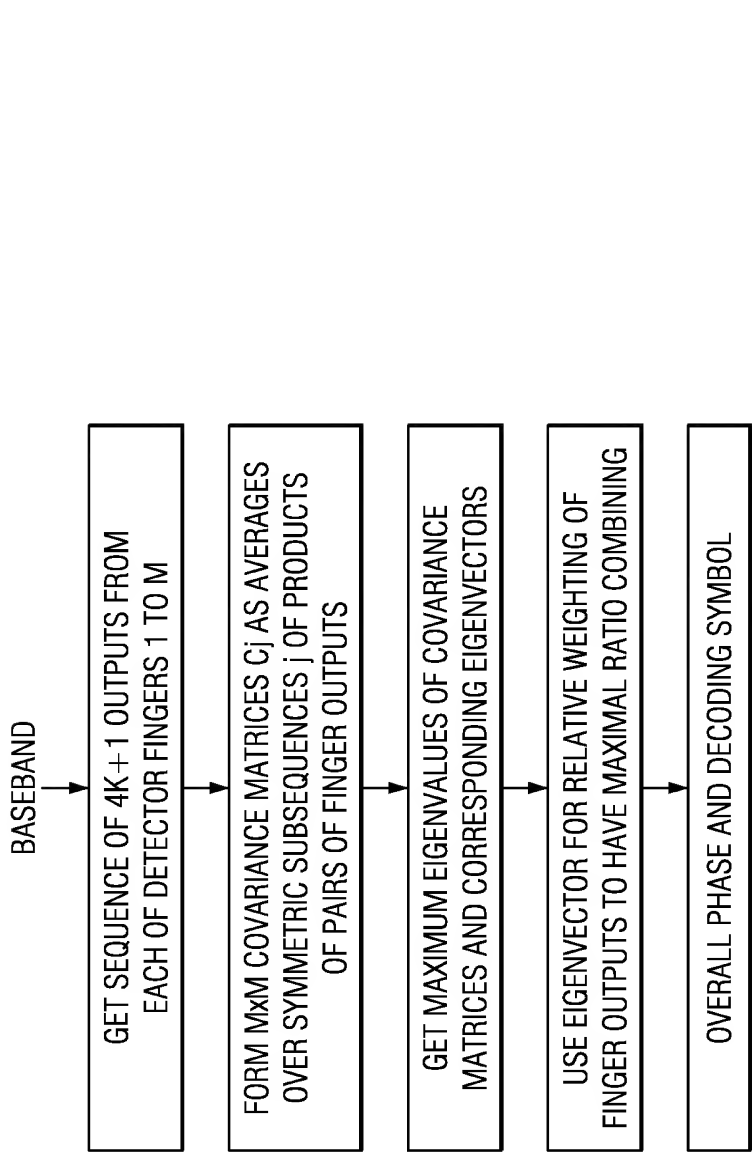 BASEBAND
GET SEQUENCE OF 4K+1 OUTPUTS FROM
EACH OF DETECTOR FINGERS 1 TO M
FORM MxM COVARIANCE MATRICES Cj AS AVERAGES
OVER SYMMETRIC SUBSEQUENCES j OF PRODUCTS
OF PAIRS OF FINGER OUTPUTS
GET MAXIMUM EIGENVALUES OF COVARIANCE
MATRICES AND CORRESPONDING EIGENVECTORS
USE EIGENVECTOR FOR RELATIVE WEIGHTING OF
FINGER OUTPUTS TO HAVE MAXIMAL RATIO COMBINING
OVERALL PHASE AND DECODING SYMBOL